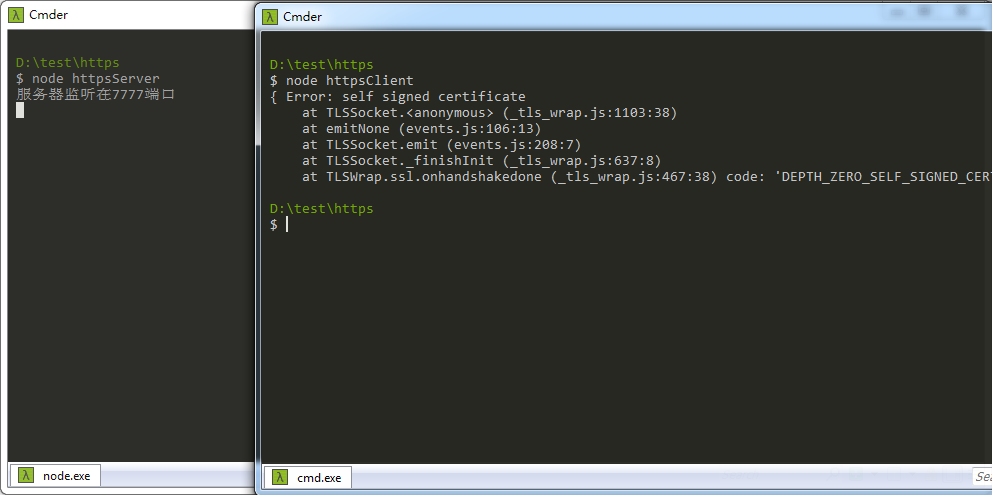 Cmder
D:\test\https
$ node httpsServer
服务器监听在7777端口
node.exe
Cmder
D:\test\https
$ node httpsClient
{ Error: self signed certificate
at TLSSocket.<anonymous> (_tls_wrap.js:1103:38)
at emitNone (events.js:106:13)
at TLSSocket.emit (events.js:208:7)
at TLSSocket._finishInit (_tls_wrap.js:637:8)
at TLSWrap.ssl.onhandshakedone (_tls_wrap.js:467:38) code: 'DEPTH_ZERO_SELF_SIGNED_CERT
D:\test\https
$
cmd.exe
Sea